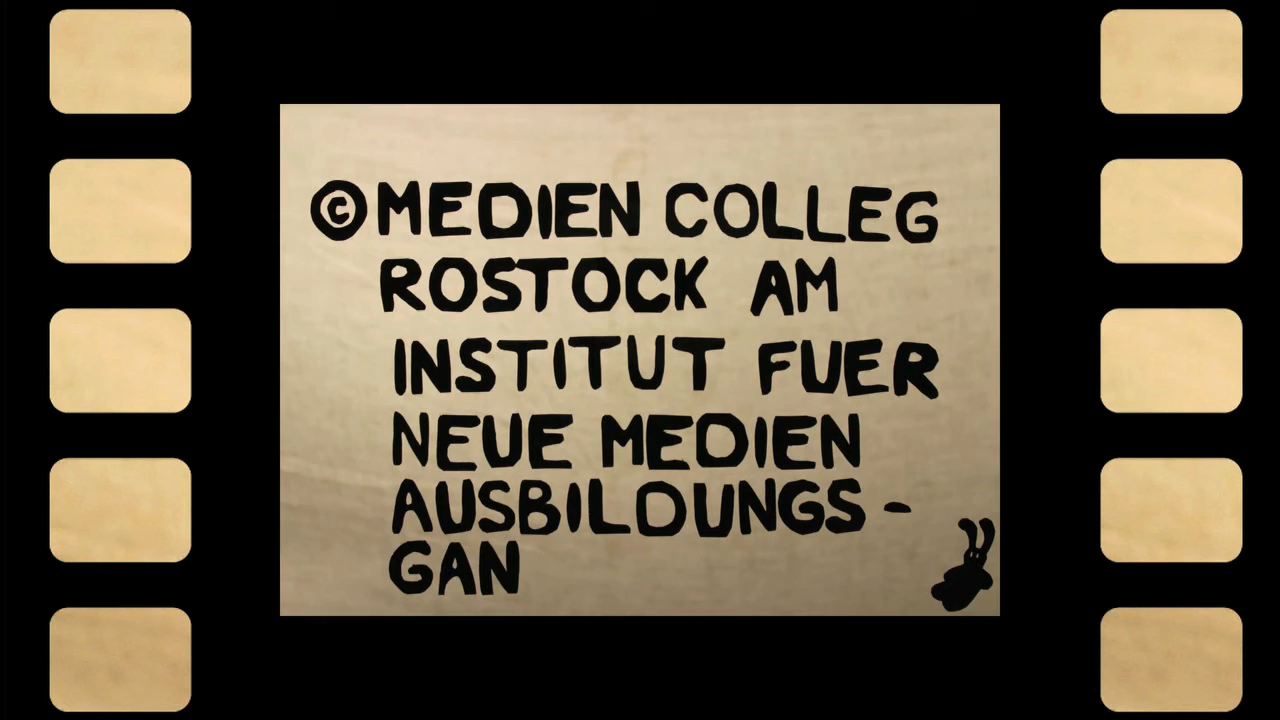 © MEDIEN COLLEG
ROSTOCK AM
INSTITUT FUER
NEUE MEDIEN
AUSBILDUNGS-
GAN